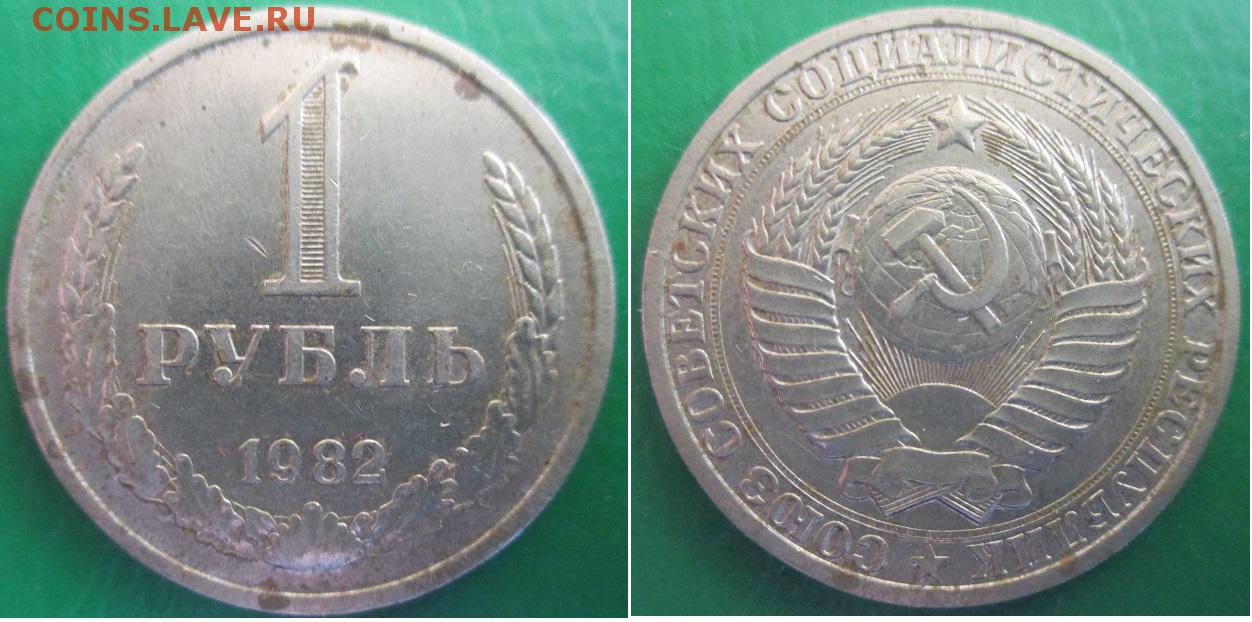 COINS.LAVE.RU
1
РУБЛЬ
1982
СОЮЗ СОВЕТСКИХ СОЦИАЛИСТИЧЕСКИХ РЕСПУБЛИК